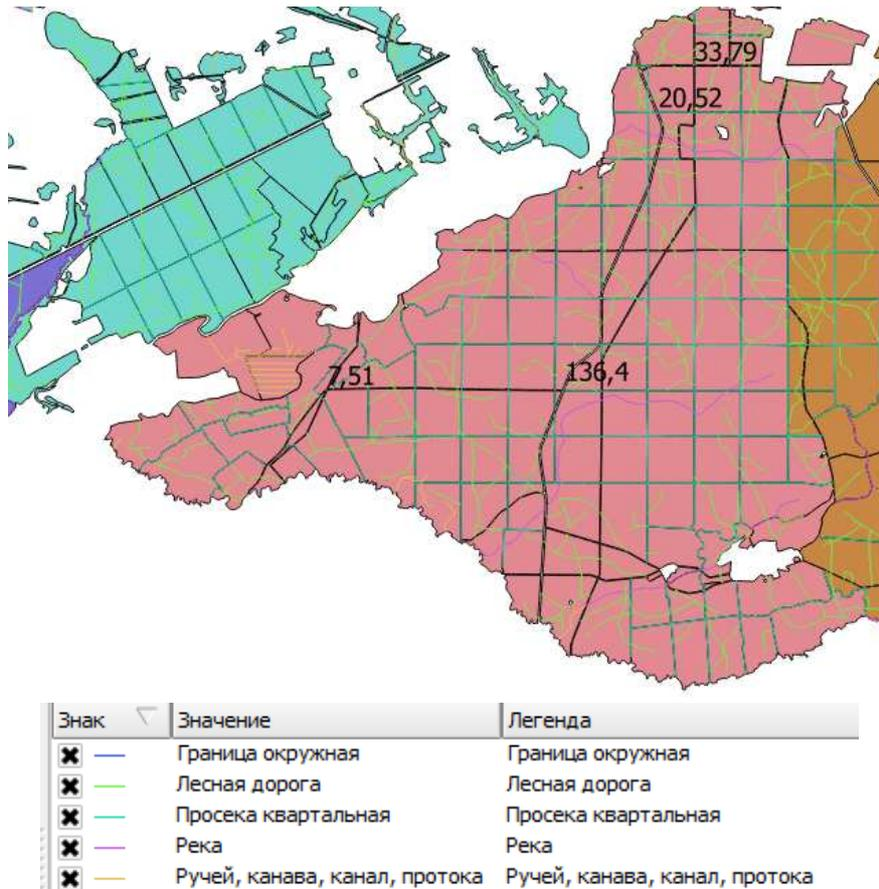 33,79
20,52
7,51
136,4
Знак Значение Легенда
Граница окружная Граница окружная
Лесная дорога Лесная дорога
Просека квартальная Просека квартальная
Река Река
Ручей, канава, канал, протока Ручей, канава, канал, протока